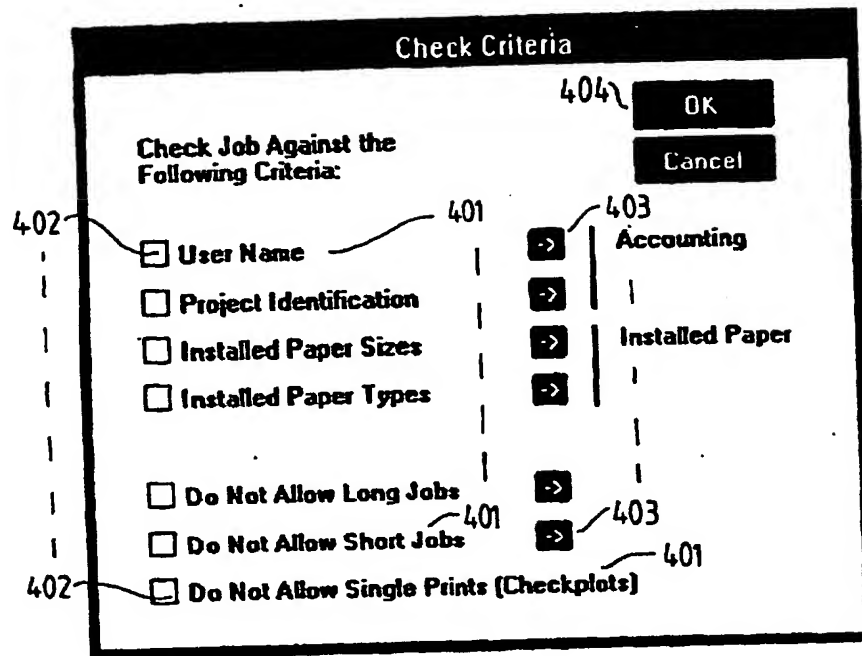 Check Criteria
404 OK
Check Job Against the
Following Criteria:
Cancel
402 401 403
User Name -> Accounting
Project Identification ->
Installed Paper Sizes -> Installed Paper
Installed Paper Types ->
Do Not Allow Long Jobs ->
401 403
Do Not Allow Short Jobs ->
401
402 Do Not Allow Single Prints (Checkplots)